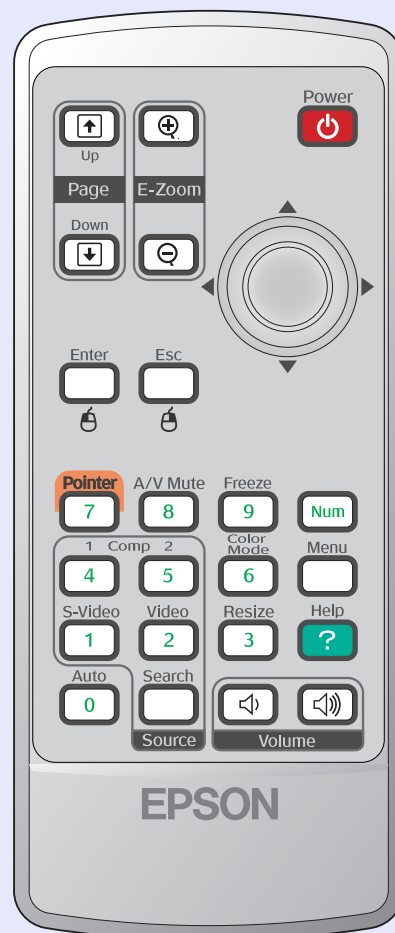 Power
Up
Page E-Zoom
Down
Enter Esc
Pointer A/V Mute Freeze
7 8 9 Num
1 Comp 2 Color Mode Menu
4 5 6
S-Video Video Resize Help
1 2 3 ?
Auto Search
0
Source Volume
EPSON